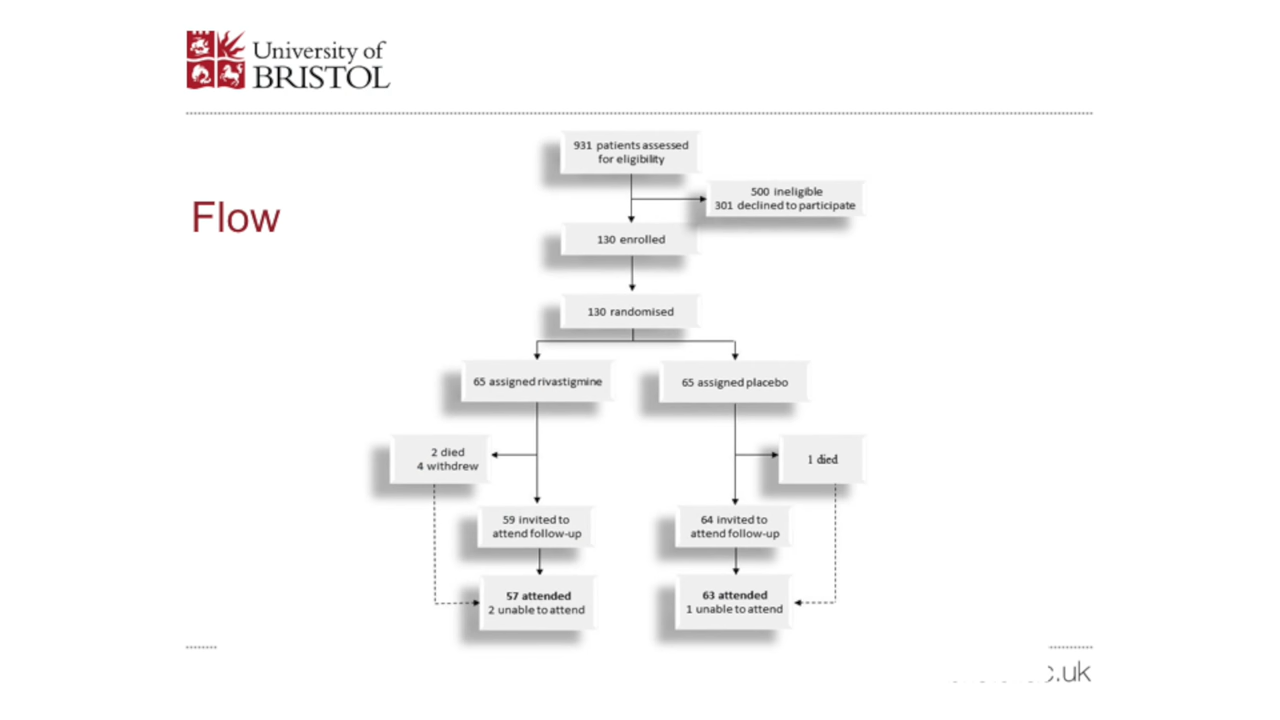 University of
BRISTOL
Flow
931 patients assessed
for eligibility
500 ineligible
301 declined to participate
130 enrolled
130 randomised
65 assigned rivastigmine
65 assigned placebo
2 died
4 withdrew
1 died
59 invited to
attend follow-up
64 invited to
attend follow-up
57 attended
2 unable to attend
63 attended
1 unable to attend
.uk